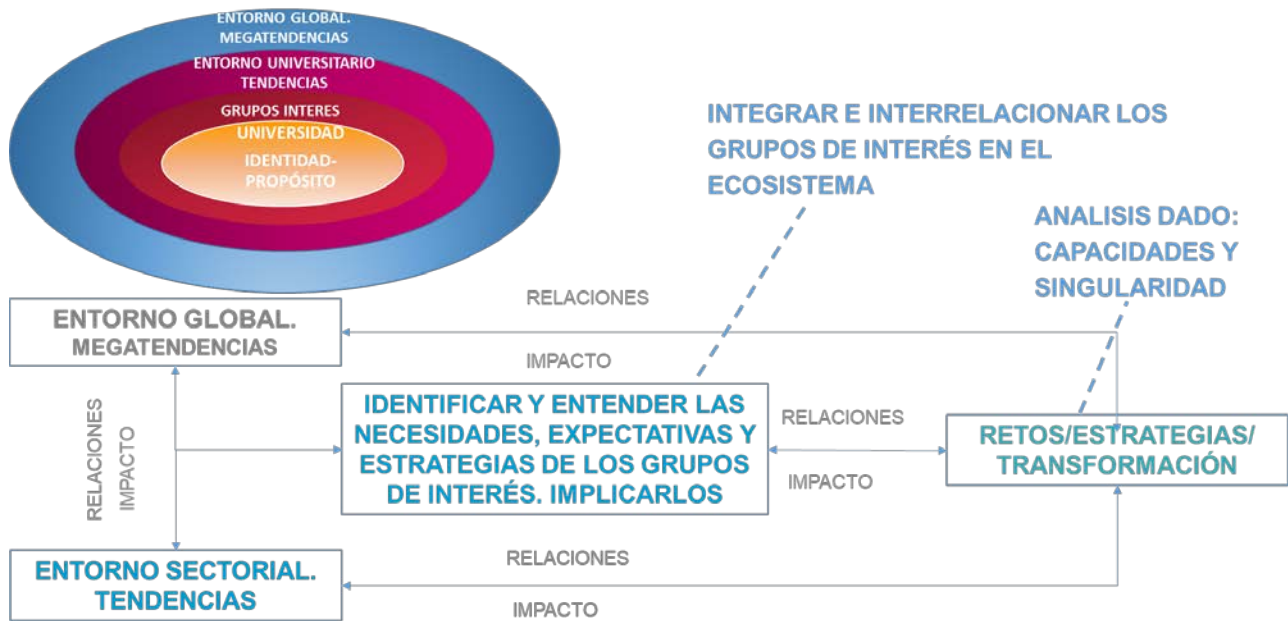 ENTORNO GLOBAL.
MEGATENDENCIAS
ENTORNO UNIVERSITARIO
TENDENCIAS
GRUPOS INTERES
UNIVERSIDAD
IDENTIDAD-
PROPÓSITO
INTEGRAR E INTERRELACIONAR LOS
GRUPOS DE INTERÉS EN EL
ECOSISTEMA
ANALISIS DADO:
CAPACIDADES Y
SINGULARIDAD
RELACIONES
ENTORNO GLOBAL.
MEGATENDENCIAS
IMPACTO
RELACIONES
IMPACTO
IDENTIFICAR Y ENTENDER LAS
NECESIDADES, EXPECTATIVAS Y
ESTRATEGIAS DE LOS GRUPOS
DE INTERÉS. IMPLICARLOS
RELACIONES
IMPACTO
RETOS/ESTRATEGIAS/
TRANSFORMACIÓN
RELACIONES
ENTORNO SECTORIAL.
TENDENCIAS
IMPACTO